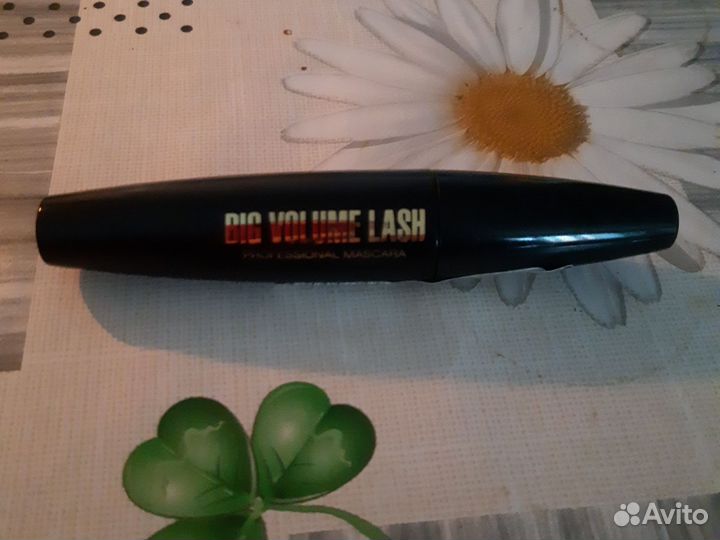 BIG VOLUME LASH
PROFESSIONAL MASCARA
Avito